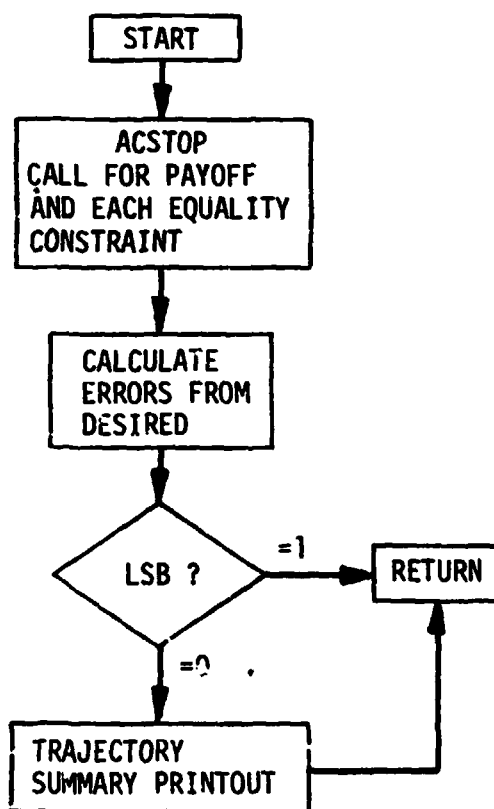 START
ACSTOP
CALL FOR PAYOFF
AND EACH EQUALITY
CONSTRAINT
CALCULATE
ERRORS FROM
DESIRED
LSB ?
=1
RETURN
=0
TRAJECTORY
SUMMARY PRINTOUT